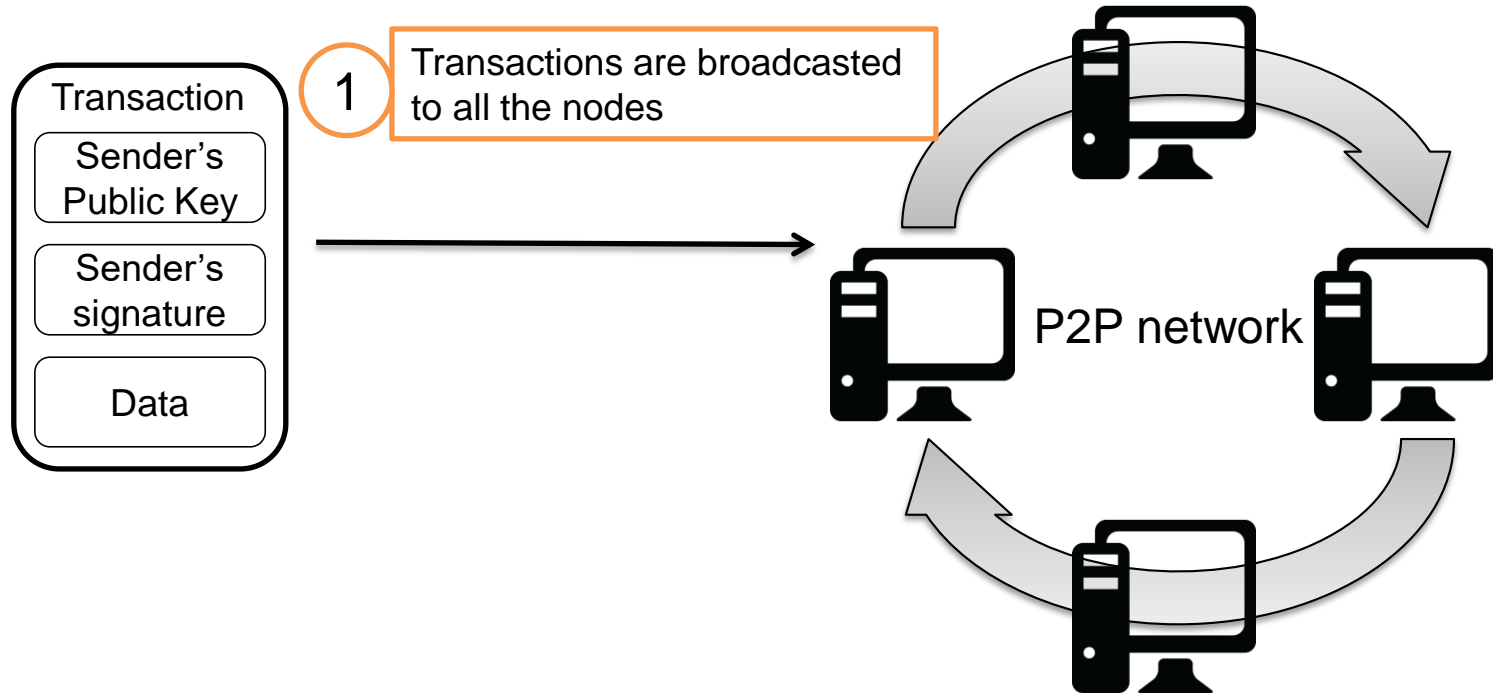 Transaction
Sender’s
Public Key
Sender’s
signature
Data
1
Transactions are broadcasted
to all the nodes
P2P network